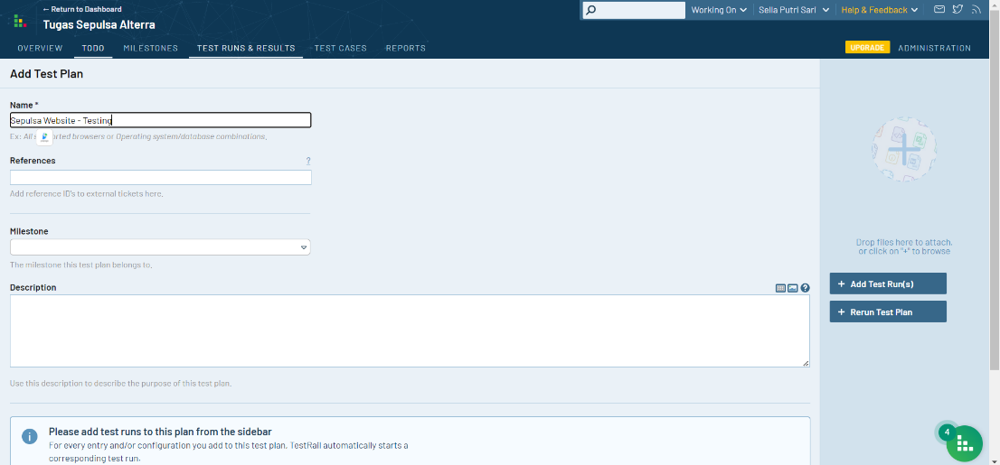 ← Return to Dashboard
Tugas Sepulsa Alterra
Working On
Sella Putri Sari
Help & Feedback
OVERVIEW TODO MILESTONES TEST RUNS & RESULTS TEST CASES REPORTS
UPGRADE ADMINISTRATION
Add Test Plan
Name *
Sepulsa Website - Testing
Ex: All s orted browsers or Operating system/database combinations.
References ?
Add reference ID's to external tickets here.
Milestone
The milestone this test plan belongs to.
Description
Use this description to describe the purpose of this test plan.
Please add test runs to this plan from the sidebar
For every entry and/or configuration you add to this test plan. TestRail automatically starts a
corresponding test run.
Drop files here to attach,
or click on "+" to browse
+ Add Test Run(s)
+ Rerun Test Plan
4